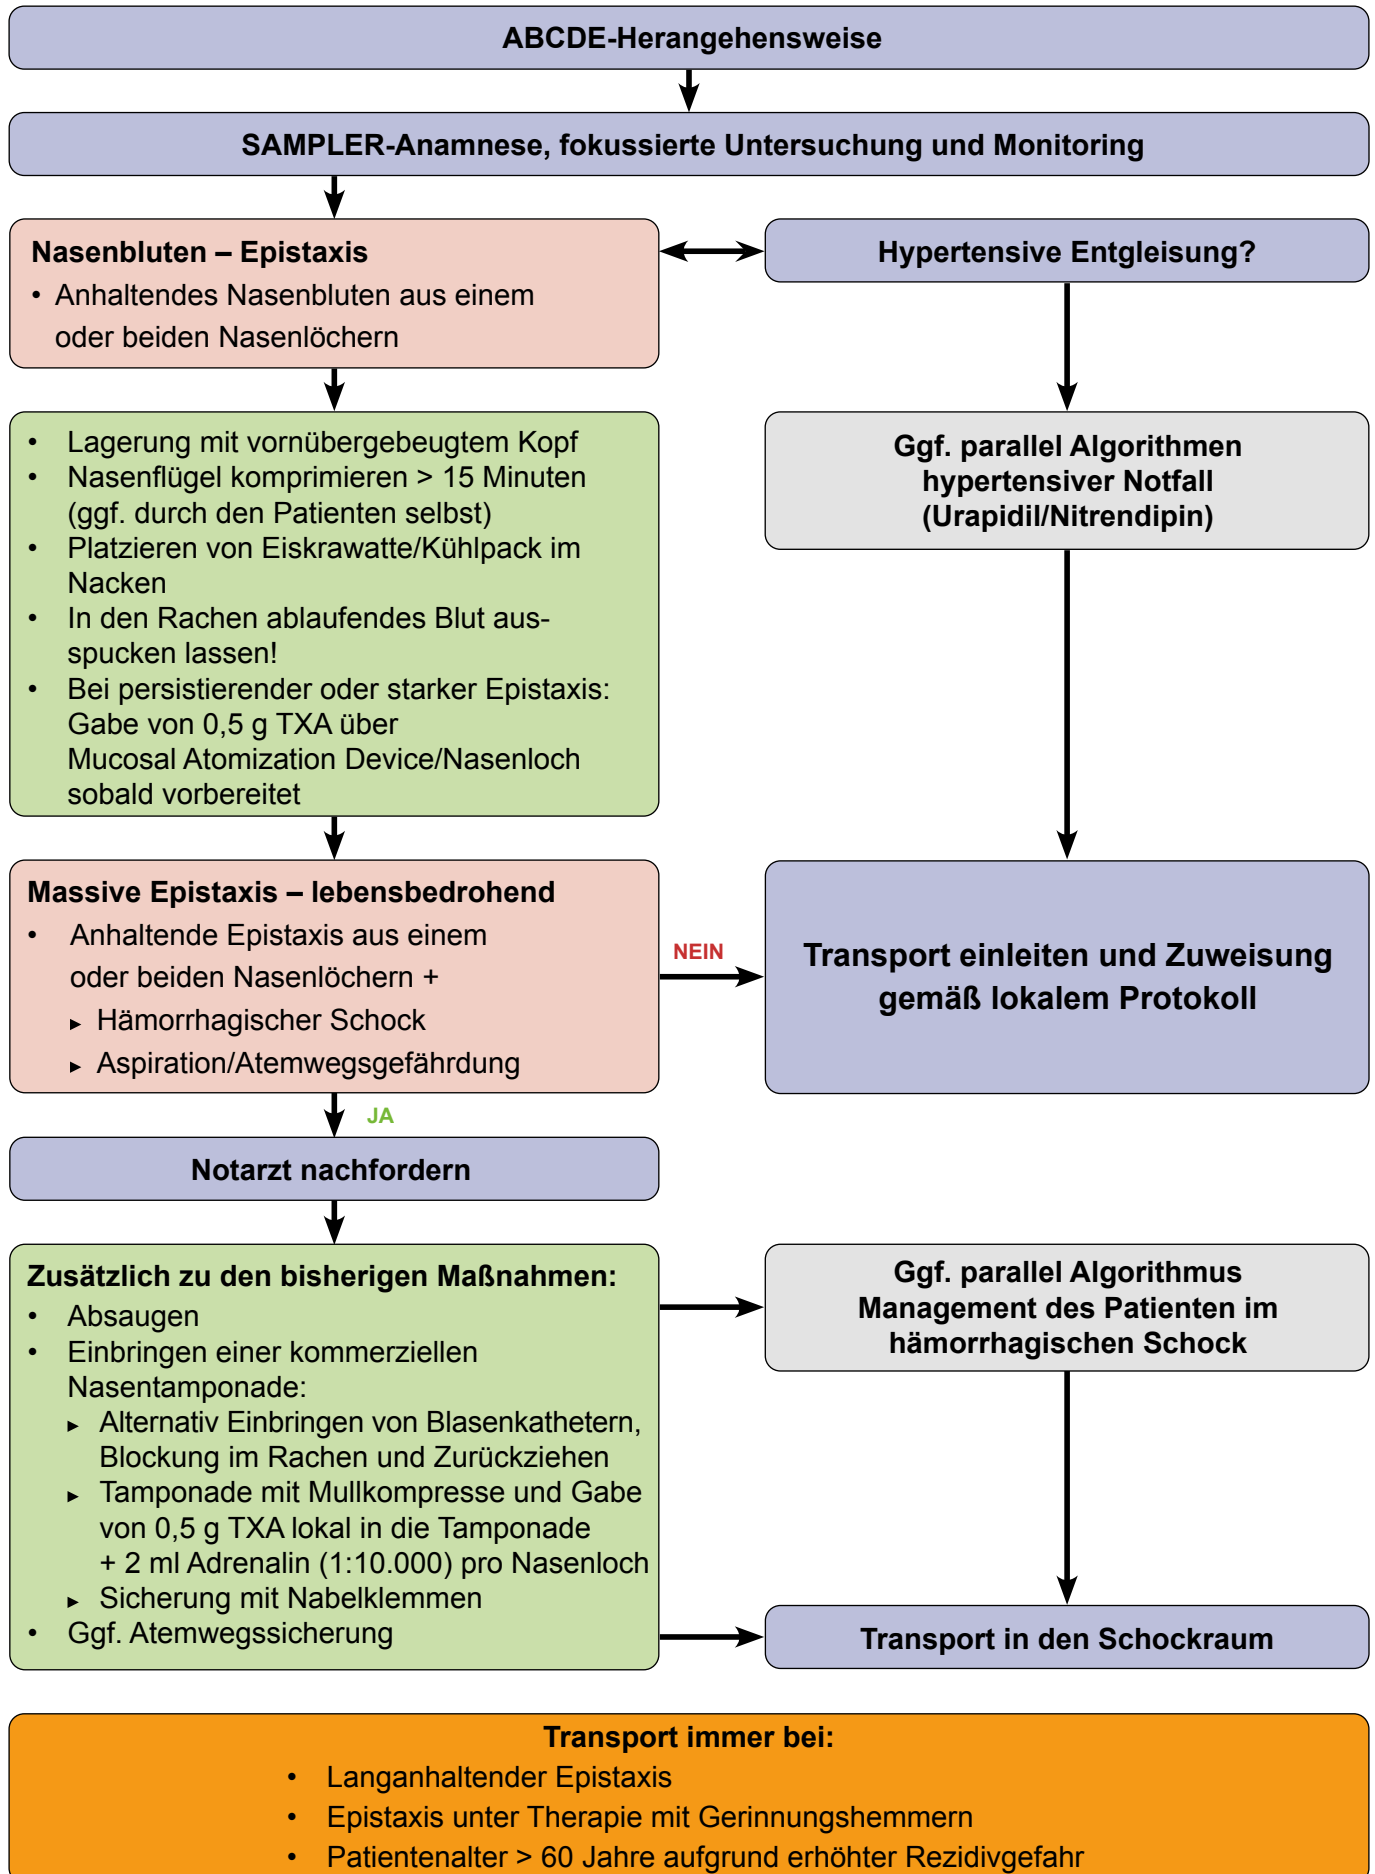 ABCDE-Herangehensweise
SAMPLER-Anamnese, fokussierte Untersuchung und Monitoring
Nasenbluten – Epistaxis
• Anhaltendes Nasenbluten aus einem
oder beiden Nasenlöchern
Hypertensive Entgleisung?
• Lagerung mit vornübergebeugtem Kopf
• Nasenflügel komprimieren > 15 Minuten
(ggf. durch den Patienten selbst)
• Platzieren von Eiskrawatte/Kühlpack im
Nacken
• In den Rachen ablaufendes Blut aus-
spucken lassen!
• Bei persistierender oder starker Epistaxis:
Gabe von 0,5 g TXA über
Mucosal Atomization Device/Nasenloch
sobald vorbereitet
Ggf. parallel Algorithmen
hypertensiver Notfall
(Urapidil/Nitrendipin)
Massive Epistaxis – lebensbedrohend
• Anhaltende Epistaxis aus einem
oder beiden Nasenlöchern +
▸ Hämorrhagischer Schock
▸ Aspiration/Atemwegsgefährdung
NEIN
Transport einleiten und Zuweisung
gemäß lokalem Protokoll
JA
Notarzt nachfordern
Zusätzlich zu den bisherigen Maßnahmen:
• Absaugen
• Einbringen einer kommerziellen
Nasentamponade:
▸ Alternativ Einbringen von Blasenkathetern,
Blockung im Rachen und Zurückziehen
▸ Tamponade mit Mullkompresse und Gabe
von 0,5 g TXA lokal in die Tamponade
+ 2 ml Adrenalin (1:10.000) pro Nasenloch
▸ Sicherung mit Nabelklemmen
• Ggf. Atemwegssicherung
Ggf. parallel Algorithmus
Management des Patienten im
hämorrhagischen Schock
Transport in den Schockraum
Transport immer bei:
• Langanhaltender Epistaxis
• Epistaxis unter Therapie mit Gerinnungshemmern
• Patientenalter > 60 Jahre aufgrund erhöhter Rezidivgefahr